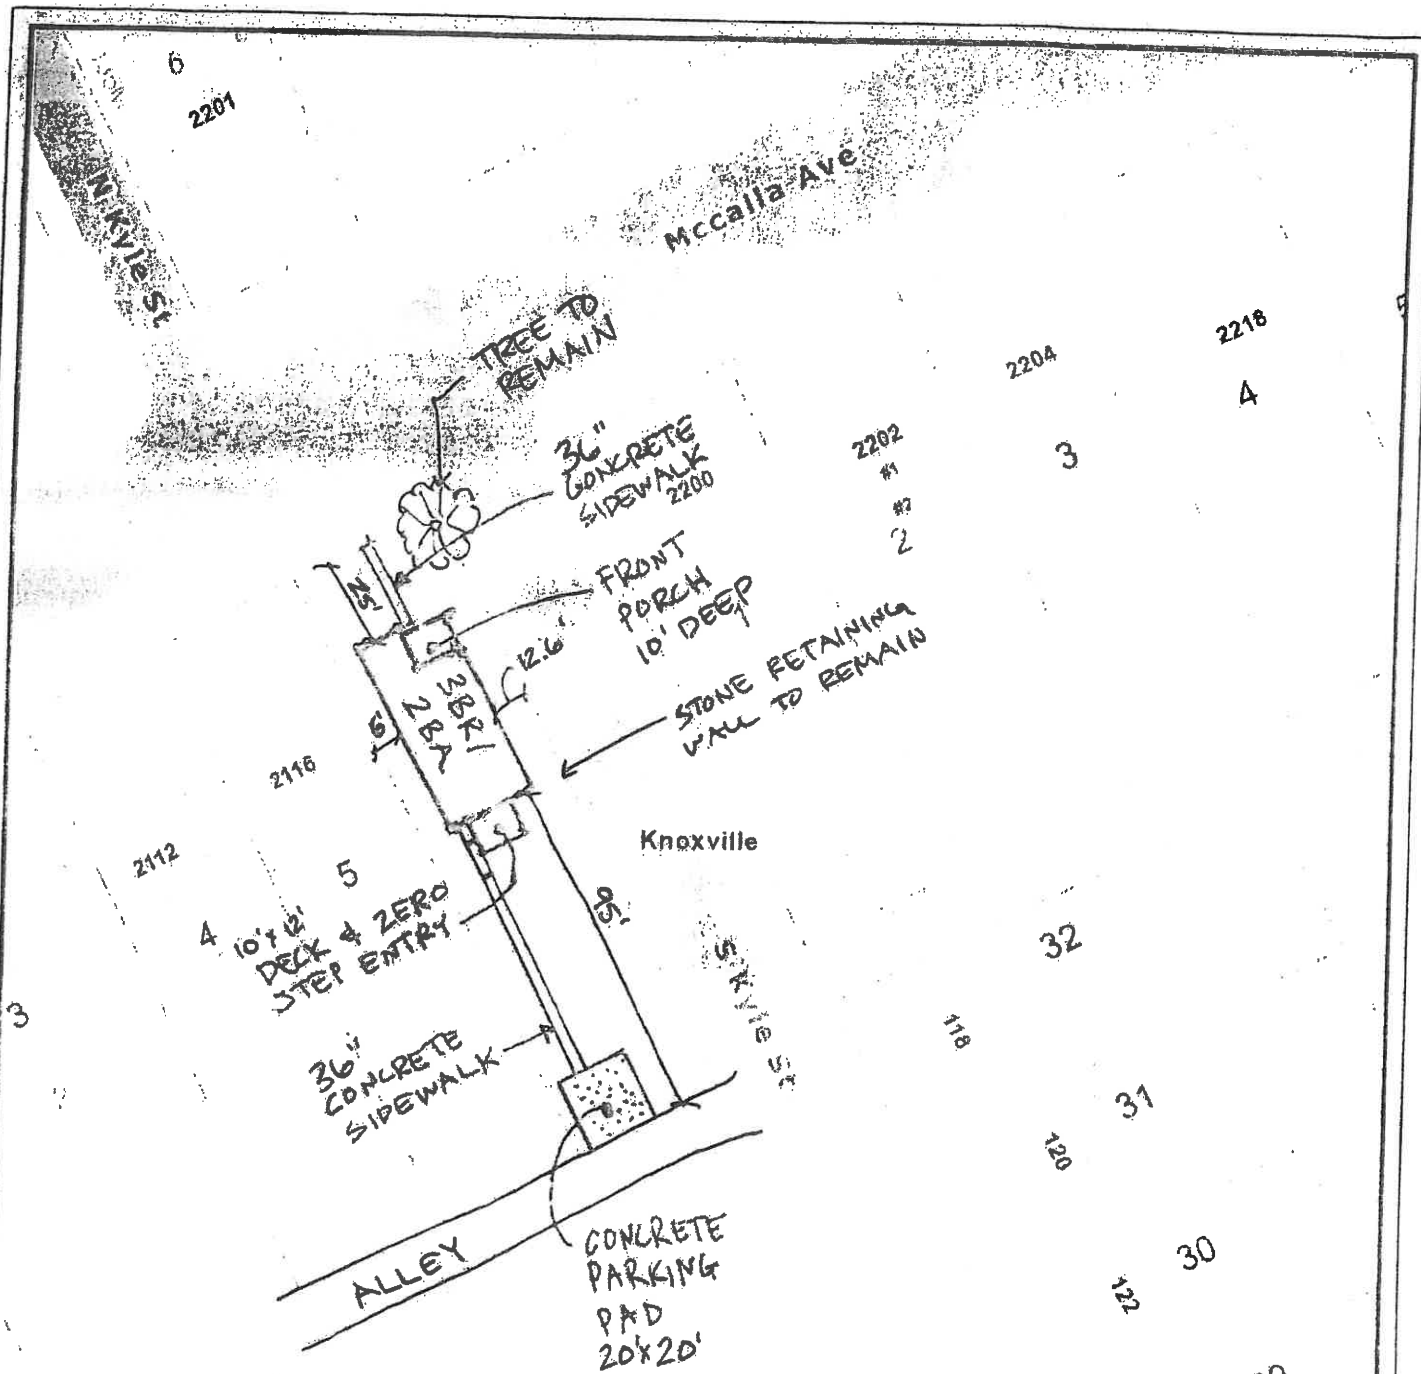 6
2201
N Kyle St
Mccalla Ave
TREE TO
REMAIN
2218
2204
4
36"
CONCRETE
SIDEWALK
2200
2202
#1
#2
2
3
25'
FRONT
PORCH
10' DEEP
12.6'
STONE RETAINING
WALL TO REMAIN
3BR/
2BA
2116
2112
5
4
3
Knoxville
10'x12'
DECK & ZERO
STEP ENTRY
95'
S Kyle St
32
118
31
120
30
122
36"
CONCRETE
SIDEWALK
ALLEY
CONCRETE
PARKING
PAD
20'x20'